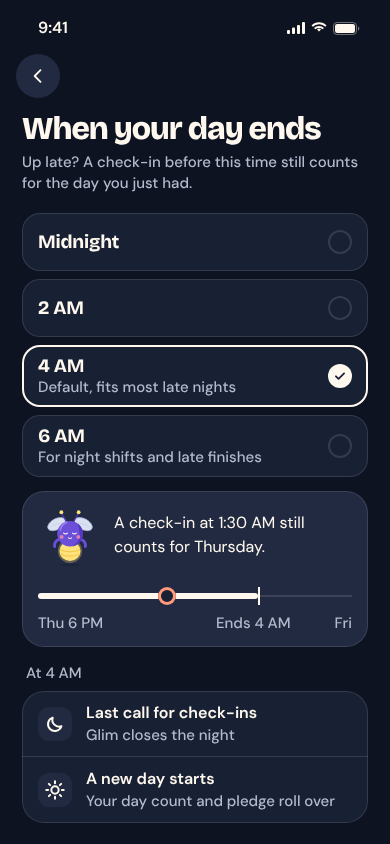 9:41
When your day ends
Up late? A check-in before this time still counts
for the day you just had.
Midnight
2 AM
4 AM
Default, fits most late nights
6 AM
For night shifts and late finishes
A check-in at 1:30 AM still
counts for Thursday.
Thu 6 PM
Ends 4 AM
Fri
At 4 AM
Last call for check-ins
Glim closes the night
A new day starts
Your day count and pledge roll over